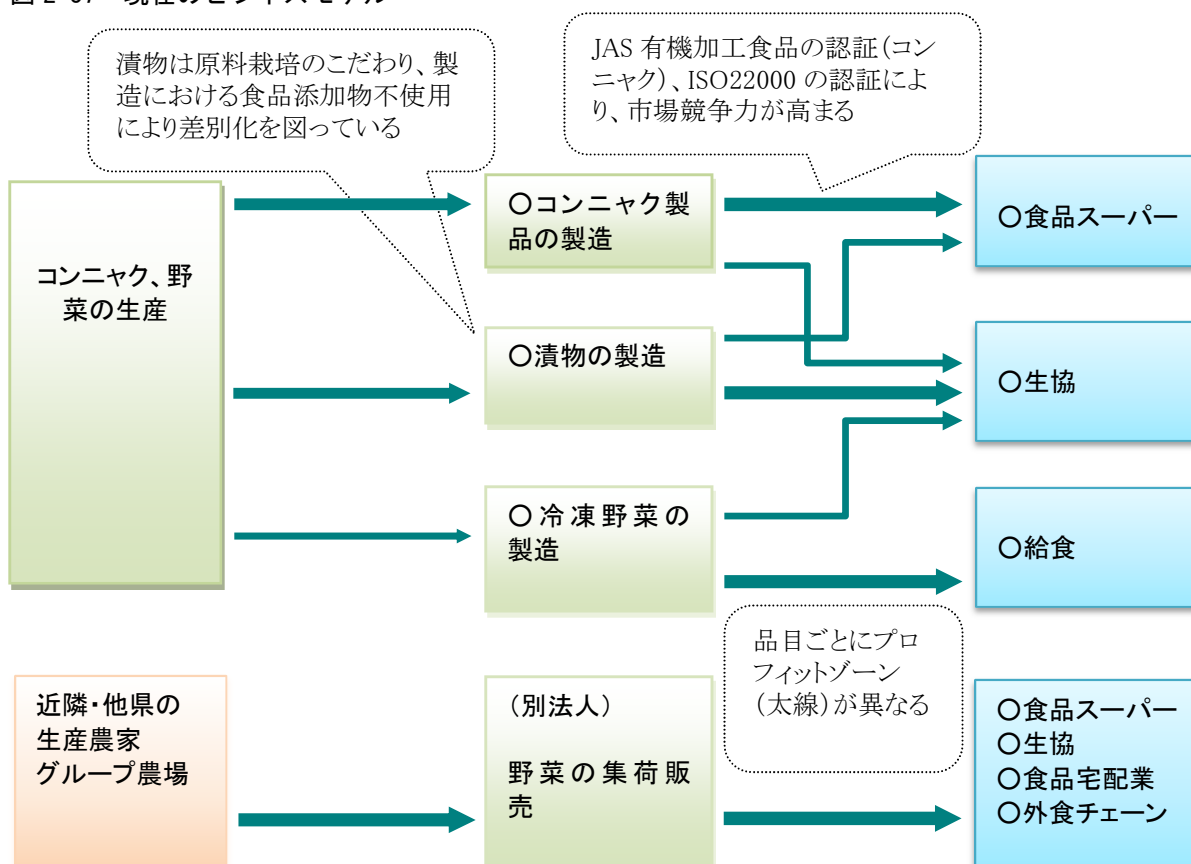 漬物は原料栽培のこだわり、製
造における食品添加物不使用
により差別化を図っている
JAS 有機加工食品の認証(コン
ニャク)、ISO22000 の認証によ
り、市場競争力が高まる
コンニャク、野
菜の生産
〇コンニャク製
品の製造
〇食品スーパー
〇漬物の製造
〇生協
〇冷凍野菜の
製造
〇給食
品目ごとにプロ
フィットゾーン
(太線)が異なる
近隣・他県の
生産農家
グループ農場
(別法人)
野菜の集荷販
売
〇食品スーパー
〇生協
〇食品宅配業
〇外食チェーン